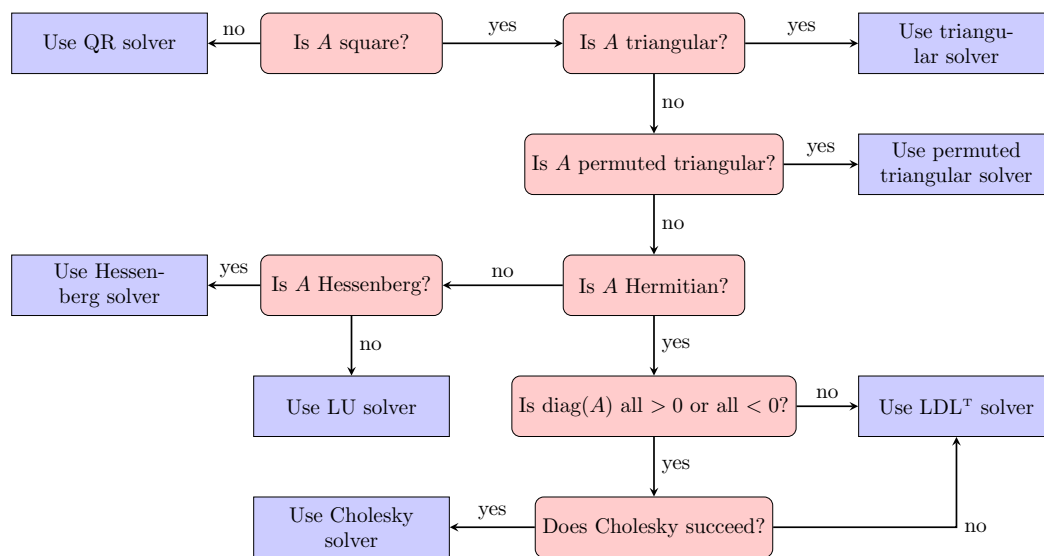 Use QR solver
no
Is A square?
yes
Is A triangular?
yes
Use triangu-
lar solver
no
Is A permuted triangular?
yes
Use permuted
triangular solver
no
Use Hessen-
berg solver
yes
Is A Hessenberg?
no
Is A Hermitian?
no
yes
Use LU solver
Is diag(A) all > 0 or all < 0?
no
Use LDLᵀ solver
yes
Use Cholesky
solver
yes
Does Cholesky succeed?
no